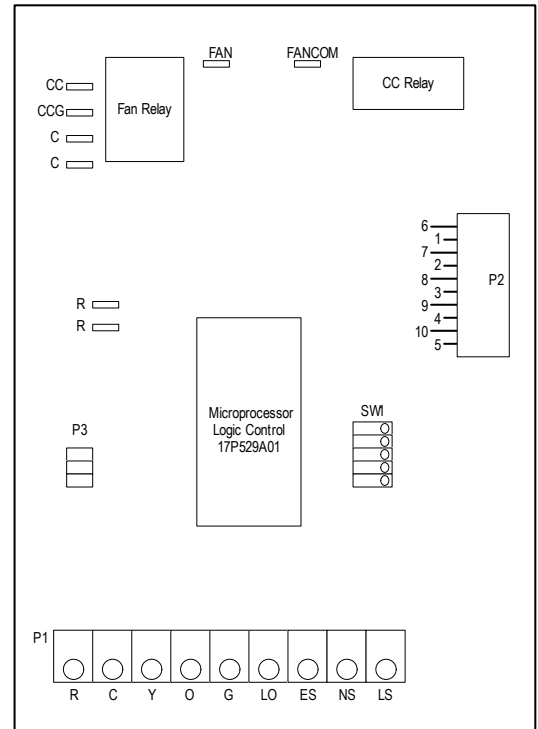 FAN
FANCOM
CC
CCG
C
C
Fan Relay
CC Relay
6
1
7
2
8
3
9
4
10
5
P2
R
R
P3
Microprocessor
Logic Control
17P529A01
SW1
P1
R C Y O G LO ES NS LS